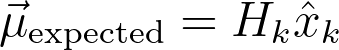 $\vec{\mu}_{\text{expected}} = H_k \hat{x}_k$